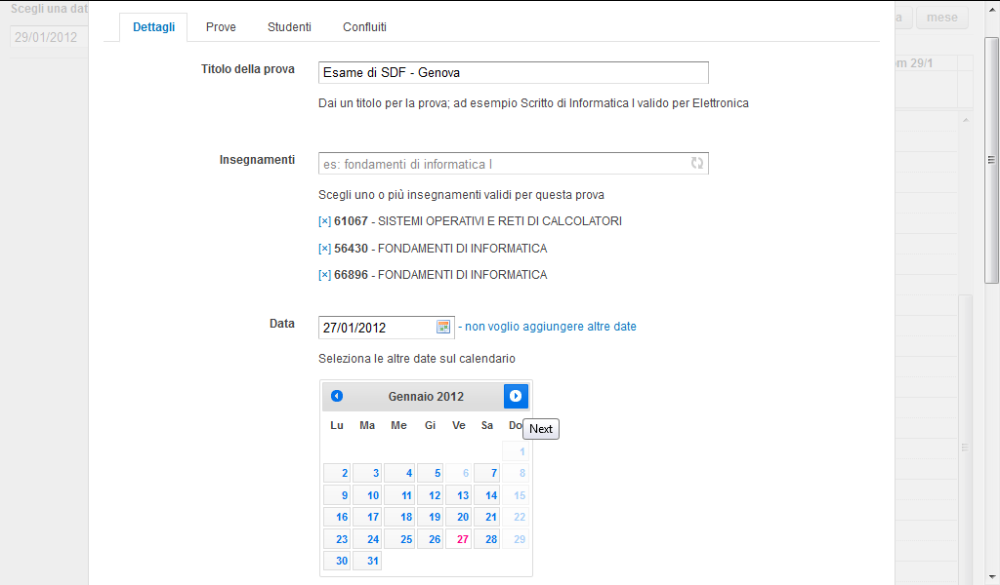 Scegli una dat
29/01/2012
a mese
om 29/1
Dettagli Prove Studenti Confluiti
Titolo della prova Esame di SDF - Genova
Dai un titolo per la prova; ad esempio Scritto di Informatica I valido per Elettronica
Insegnamenti es: fondamenti di informatica I
Scegli uno o più insegnamenti validi per questa prova
[×] 61067 - SISTEMI OPERATIVI E RETI DI CALCOLATORI
[×] 56430 - FONDAMENTI DI INFORMATICA
[×] 66896 - FONDAMENTI DI INFORMATICA
Data 27/01/2012 - non voglio aggiungere altre date
Seleziona le altre date sul calendario
Gennaio 2012
Lu Ma Me Gi Ve Sa Do
Next
1
2 3 4 5 6 7 8
9 10 11 12 13 14 15
16 17 18 19 20 21 22
23 24 25 26 27 28 29
30 31